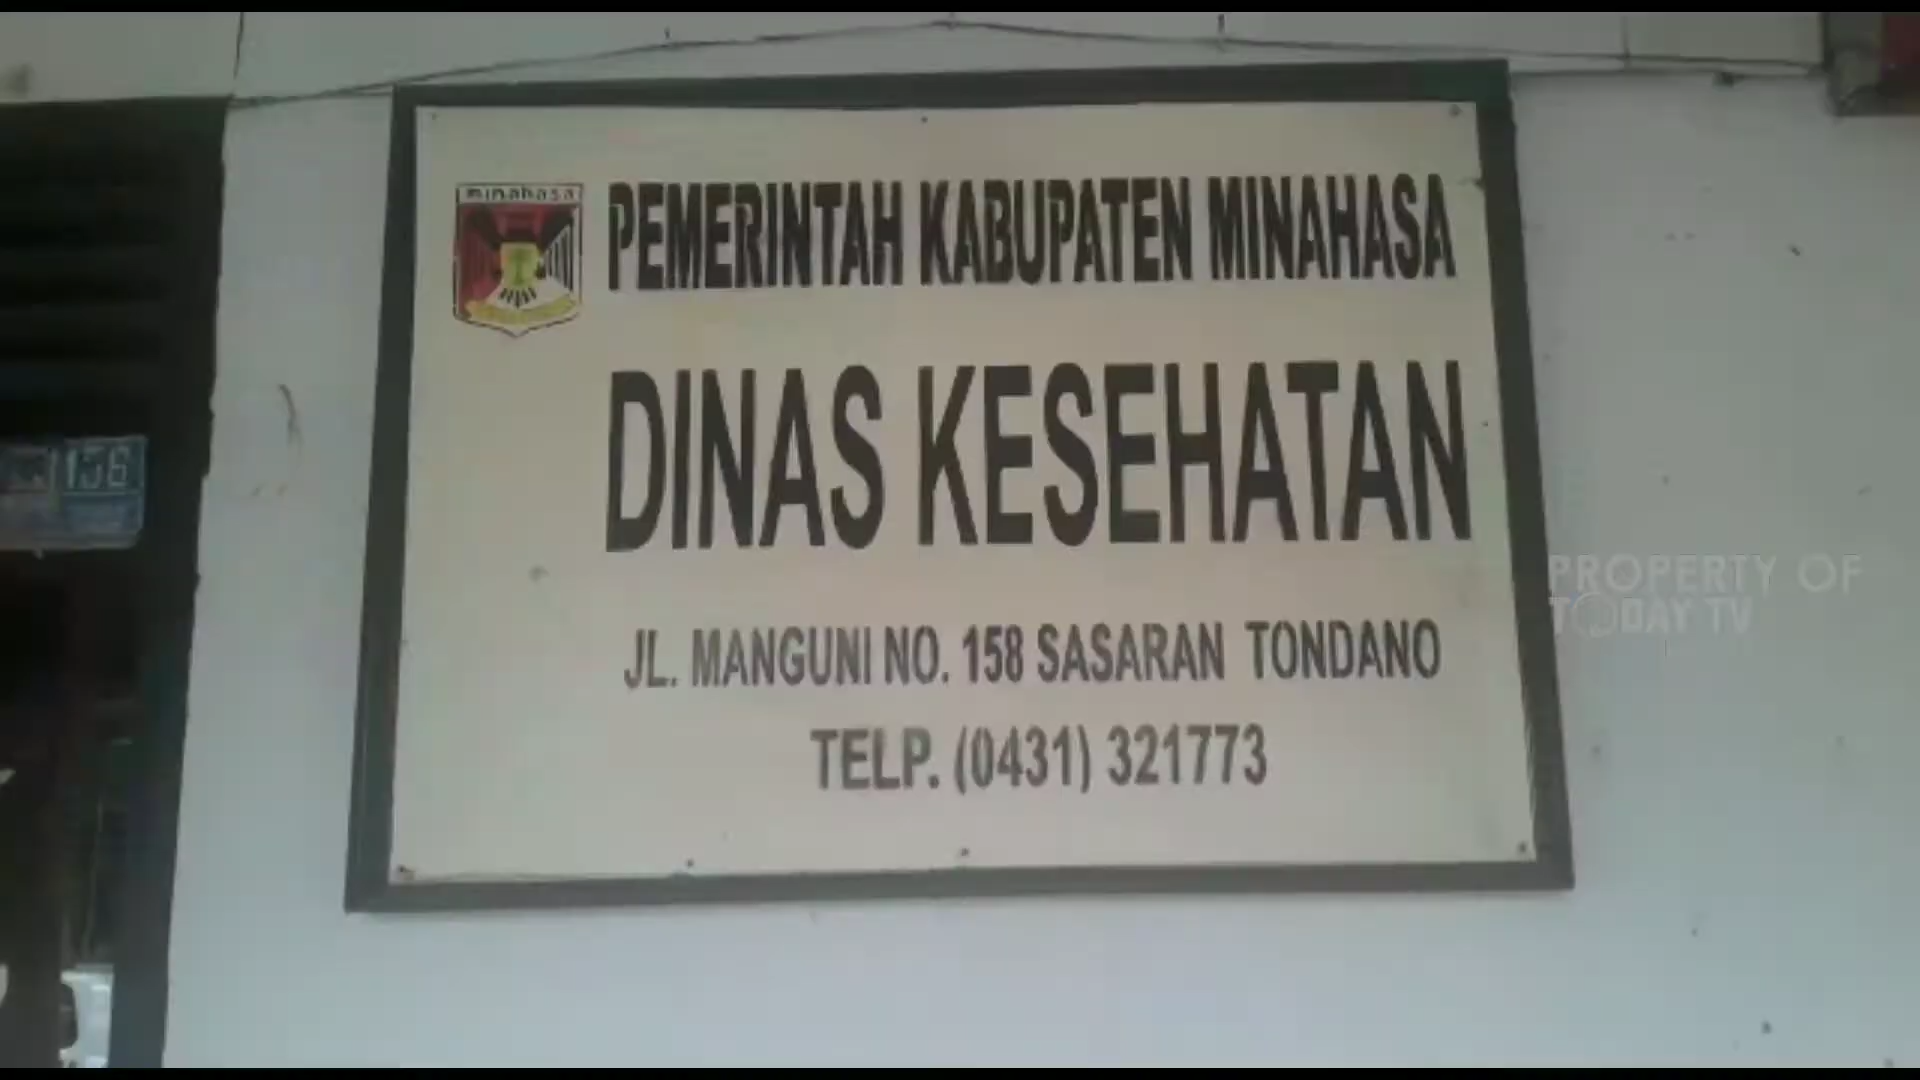 minahasa
PEMERINTAH KABUPATEN MINAHASA
DINAS KESEHATAN
JL. MANGUNI NO. 158 SASARAN TONDANO
TELP. (0431) 321773
PROPERTY OF
TODAY TV